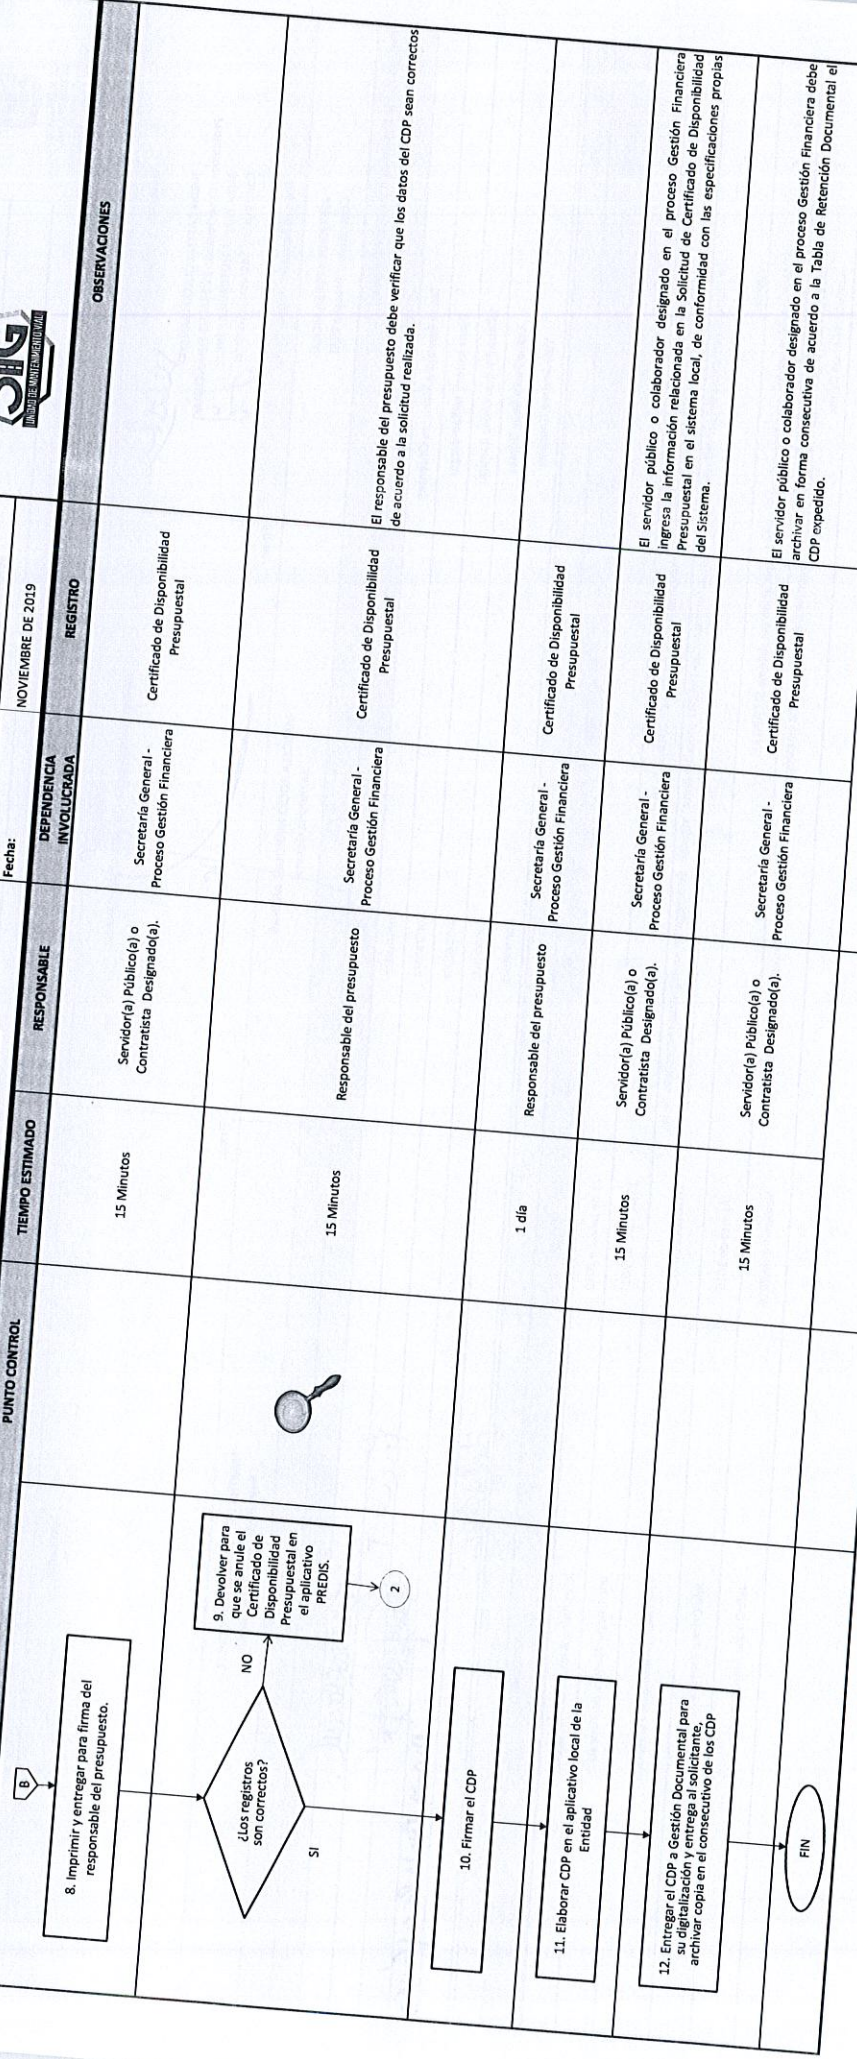 SIG
UNIDAD DE MANTENIMIENTO VIAL
Fecha:
NOVIEMBRE DE 2019
PUNTO CONTROL
TIEMPO ESTIMADO
RESPONSABLE
DEPENDENCIA
INVOLUCRADA
REGISTRO
OBSERVACIONES
B
8. Imprimir y entregar para firma del
responsable del presupuesto.
15 Minutos
Servidor(a) Público(a) o
Contratista Designado(a).
Secretaría General -
Proceso Gestión Financiera
Certificado de Disponibilidad
Presupuestal
¿Los registros
son correctos?
NO
SI
9. Devolver para
que se anule el
Certificado de
Disponibilidad
Presupuestal en
el aplicativo
PREDIS.
2
15 Minutos
Responsable del presupuesto
Secretaría General -
Proceso Gestión Financiera
Certificado de Disponibilidad
Presupuestal
El responsable del presupuesto debe verificar que los datos del CDP sean correctos
de acuerdo a la solicitud realizada.
10. Firmar el CDP
1 día
Responsable del presupuesto
Secretaría General -
Proceso Gestión Financiera
Certificado de Disponibilidad
Presupuestal
11. Elaborar CDP en el aplicativo local de la
Entidad
15 Minutos
Servidor(a) Público(a) o
Contratista Designado(a).
Secretaría General -
Proceso Gestión Financiera
Certificado de Disponibilidad
Presupuestal
El servidor público o colaborador designado en el proceso Gestión Financiera
ingresa la información relacionada en la Solicitud de Certificado de Disponibilidad
Presupuestal en el sistema local, de conformidad con las especificaciones propias
del Sistema.
12. Entregar el CDP a Gestión Documental para
su digitalización y entrega al solicitante,
archivar copia en el consecutivo de los CDP
15 Minutos
Servidor(a) Público(a) o
Contratista Designado(a).
Secretaría General -
Proceso Gestión Financiera
Certificado de Disponibilidad
Presupuestal
El servidor público o colaborador designado en el proceso Gestión Financiera debe
archivar en forma consecutiva de acuerdo a la Tabla de Retención Documental el
CDP expedido.
FIN